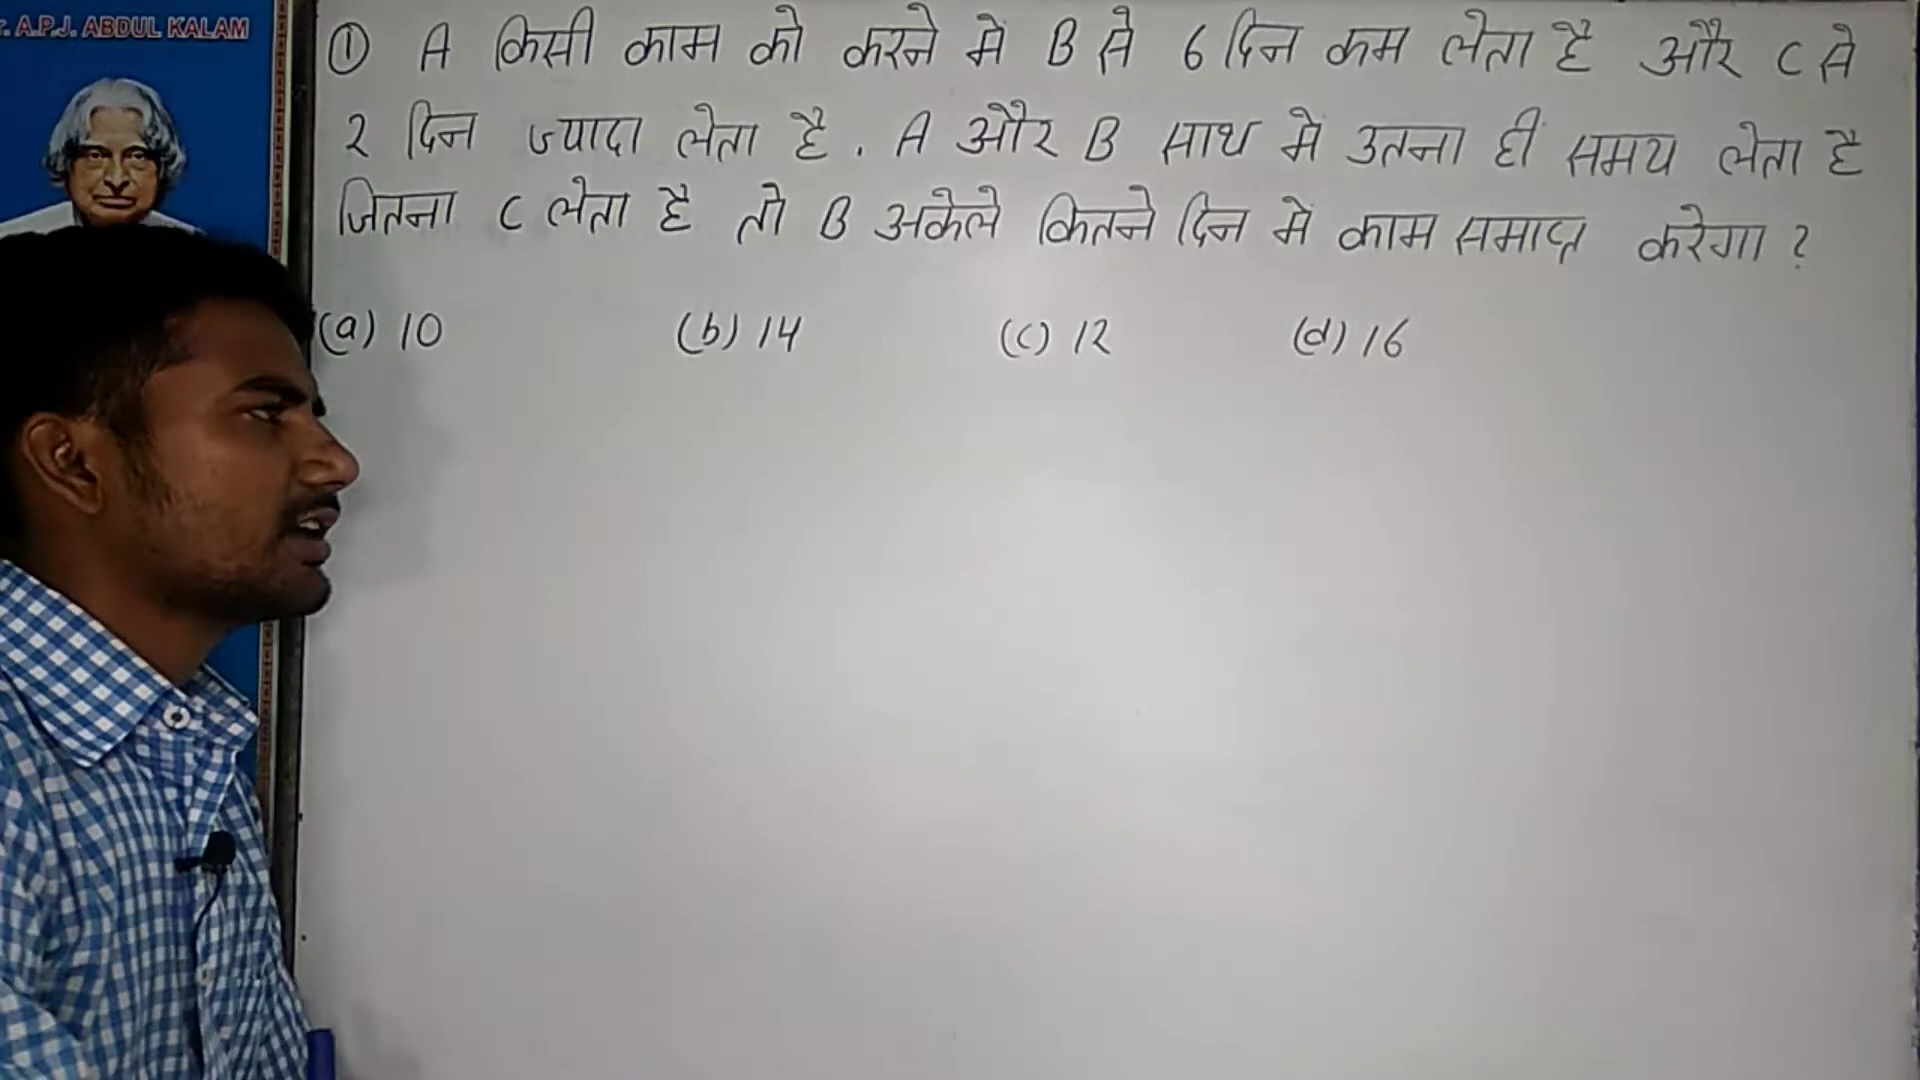 . A.P.J. ABDUL KALAM
① A किसी काम को करने मे B से 6 दिन कम लेता है और C से
2 दिन ज्यादा लेता है. A और B साथ मे उतना ही समय लेता है
जितना C लेता है तो B अकेले कितने दिन मे काम समाप्त करेगा ?
(a) 10 (b) 14 (c) 12 (d) 16